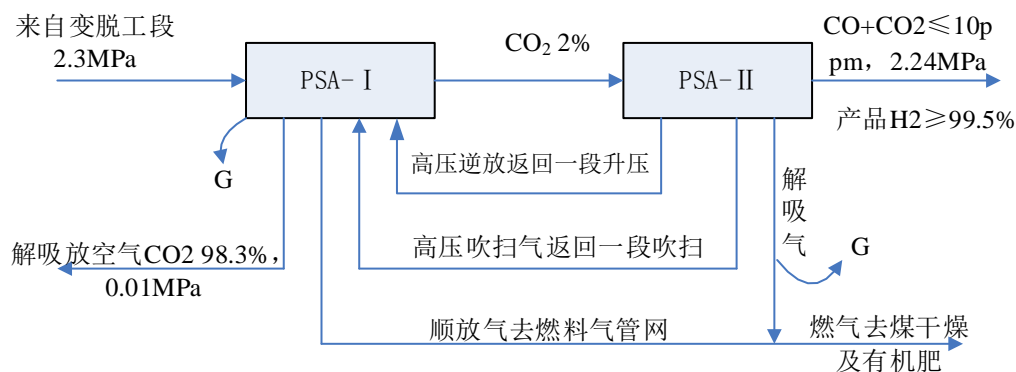 来自变脱工段
2.3MPa
PSA-Ⅰ
CO₂ 2%
PSA-Ⅱ
CO+CO2≤10p
pm，2.24MPa
产品H2≥99.5%
G
高压逆放返回一段升压
解
吸
气
解吸放空气CO2 98.3%，
0.01MPa
高压吹扫气返回一段吹扫
G
顺放气去燃料气管网
燃气去煤干燥
及有机肥